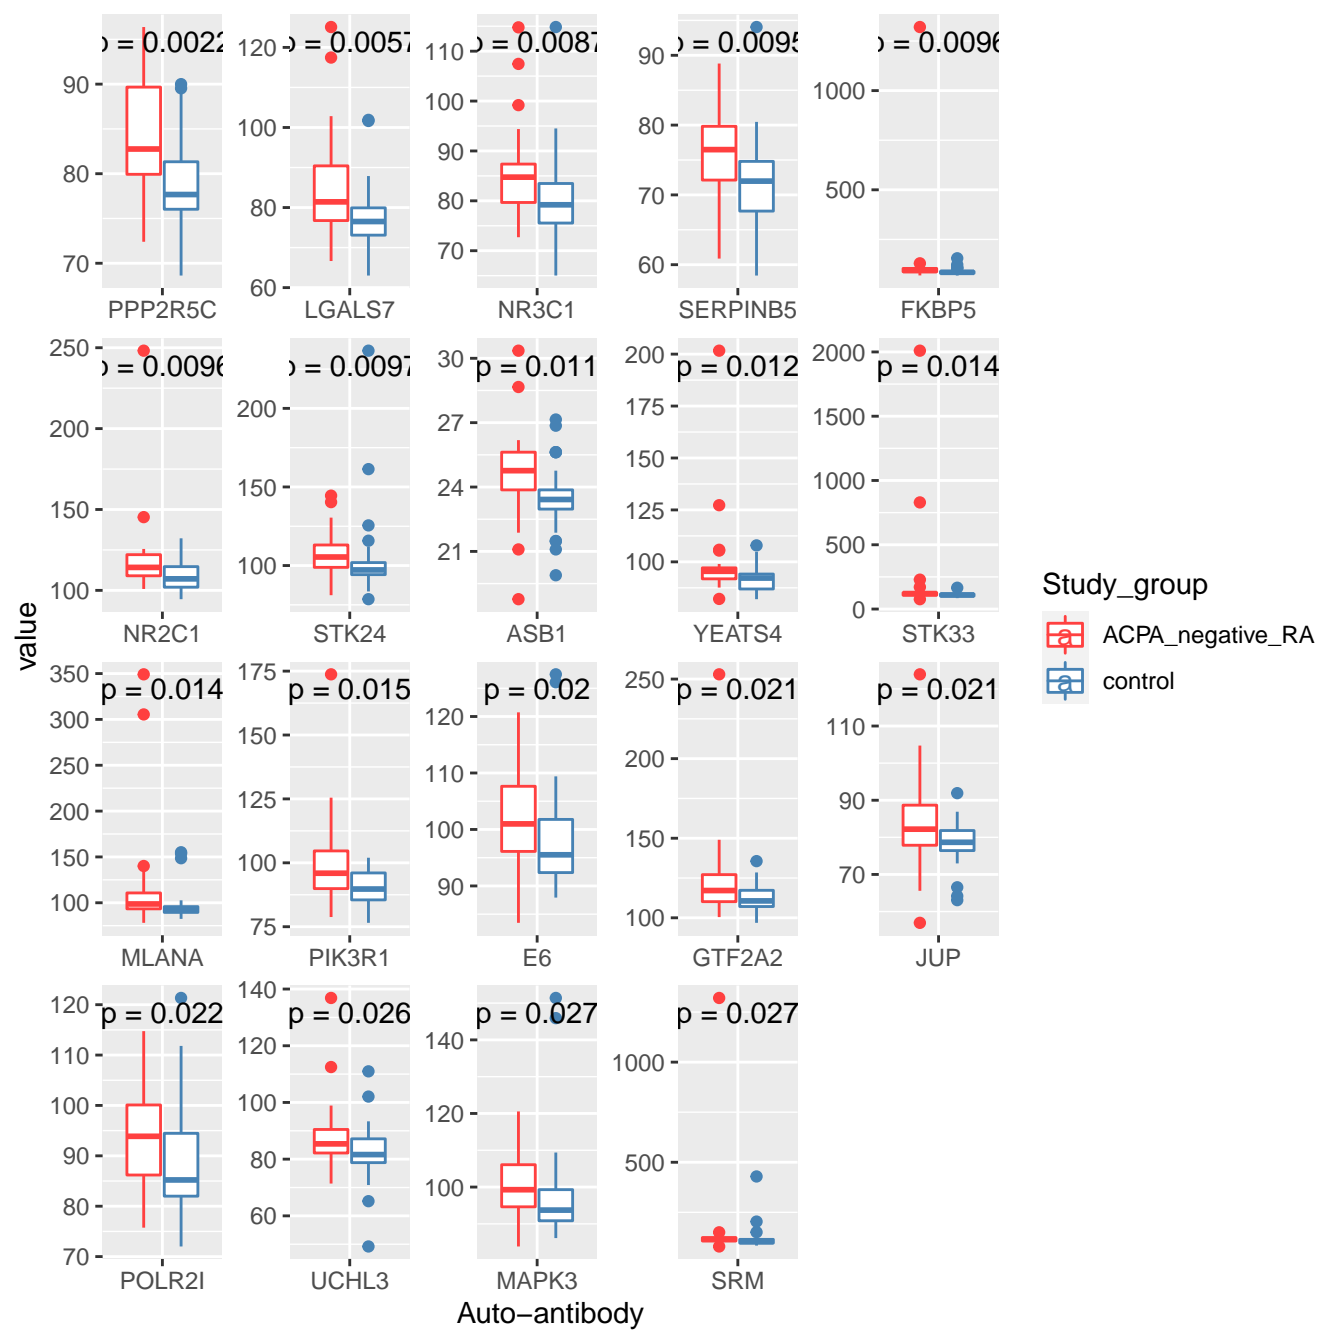 value
p = 0.0022
90
80
70
PPP2R5C
p = 0.0057
120
100
80
60
LGALS7
p = 0.0087
110
100
90
80
70
NR3C1
p = 0.0095
90
80
70
60
SERPINB5
p = 0.0096
1000
500
FKBP5
p = 0.0096
250
200
150
100
NR2C1
p = 0.0097
200
150
100
STK24
p = 0.011
30
27
24
21
ASB1
p = 0.012
200
175
150
125
100
YEATS4
p = 0.014
2000
1500
1000
500
0
STK33
p = 0.014
350
300
250
200
150
100
MLANA
p = 0.015
175
150
125
100
75
PIK3R1
p = 0.02
120
110
100
90
E6
p = 0.021
250
200
150
100
GTF2A2
p = 0.021
110
90
70
JUP
p = 0.022
120
110
100
90
80
70
POLR2I
p = 0.026
140
120
100
80
60
UCHL3
p = 0.027
140
120
100
MAPK3
p = 0.027
1000
500
SRM
Auto−antibody
Study_group
a ACPA_negative_RA
a control